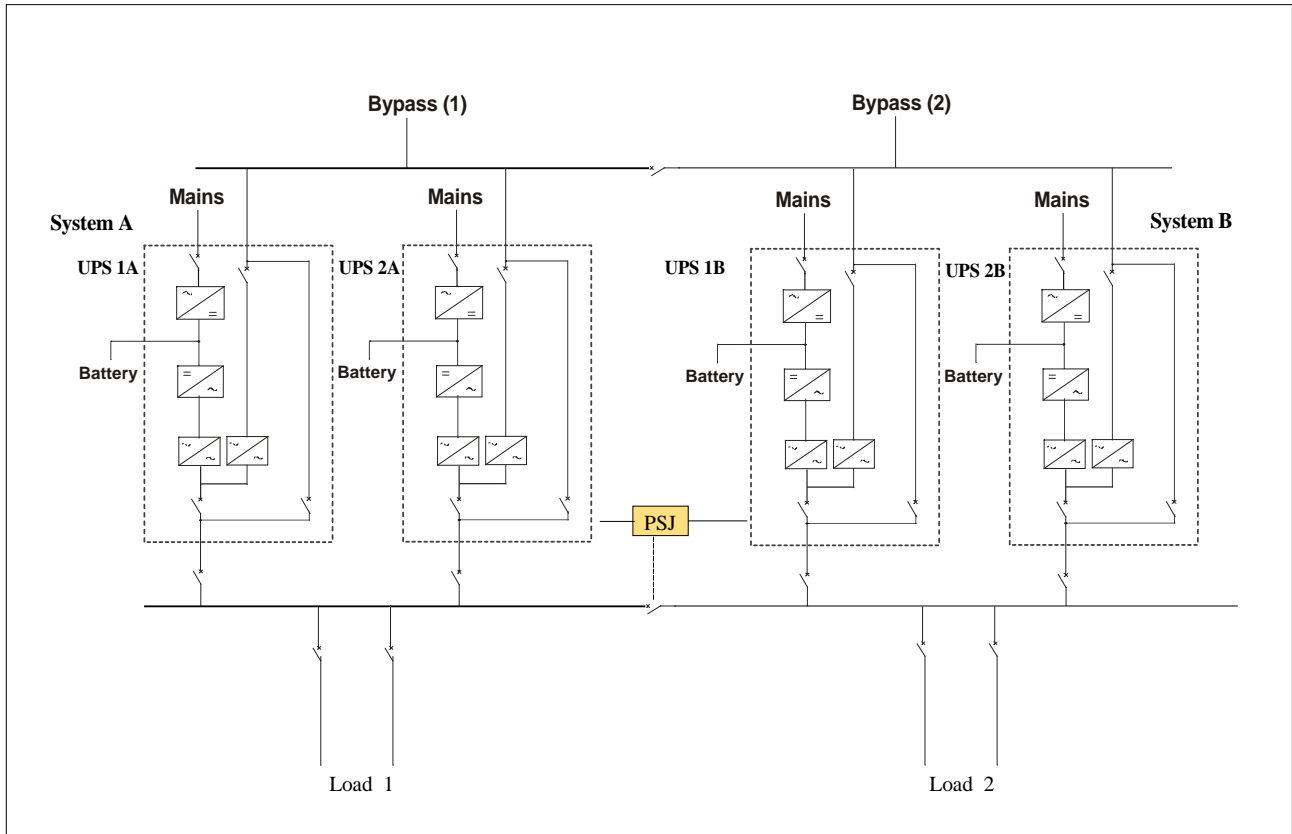 Bypass (1)
Bypass (2)
Mains
Mains
Mains
Mains
System A
System B
UPS 1A
UPS 2A
UPS 1B
UPS 2B
Battery
Battery
Battery
Battery
PSJ
Load 1
Load 2